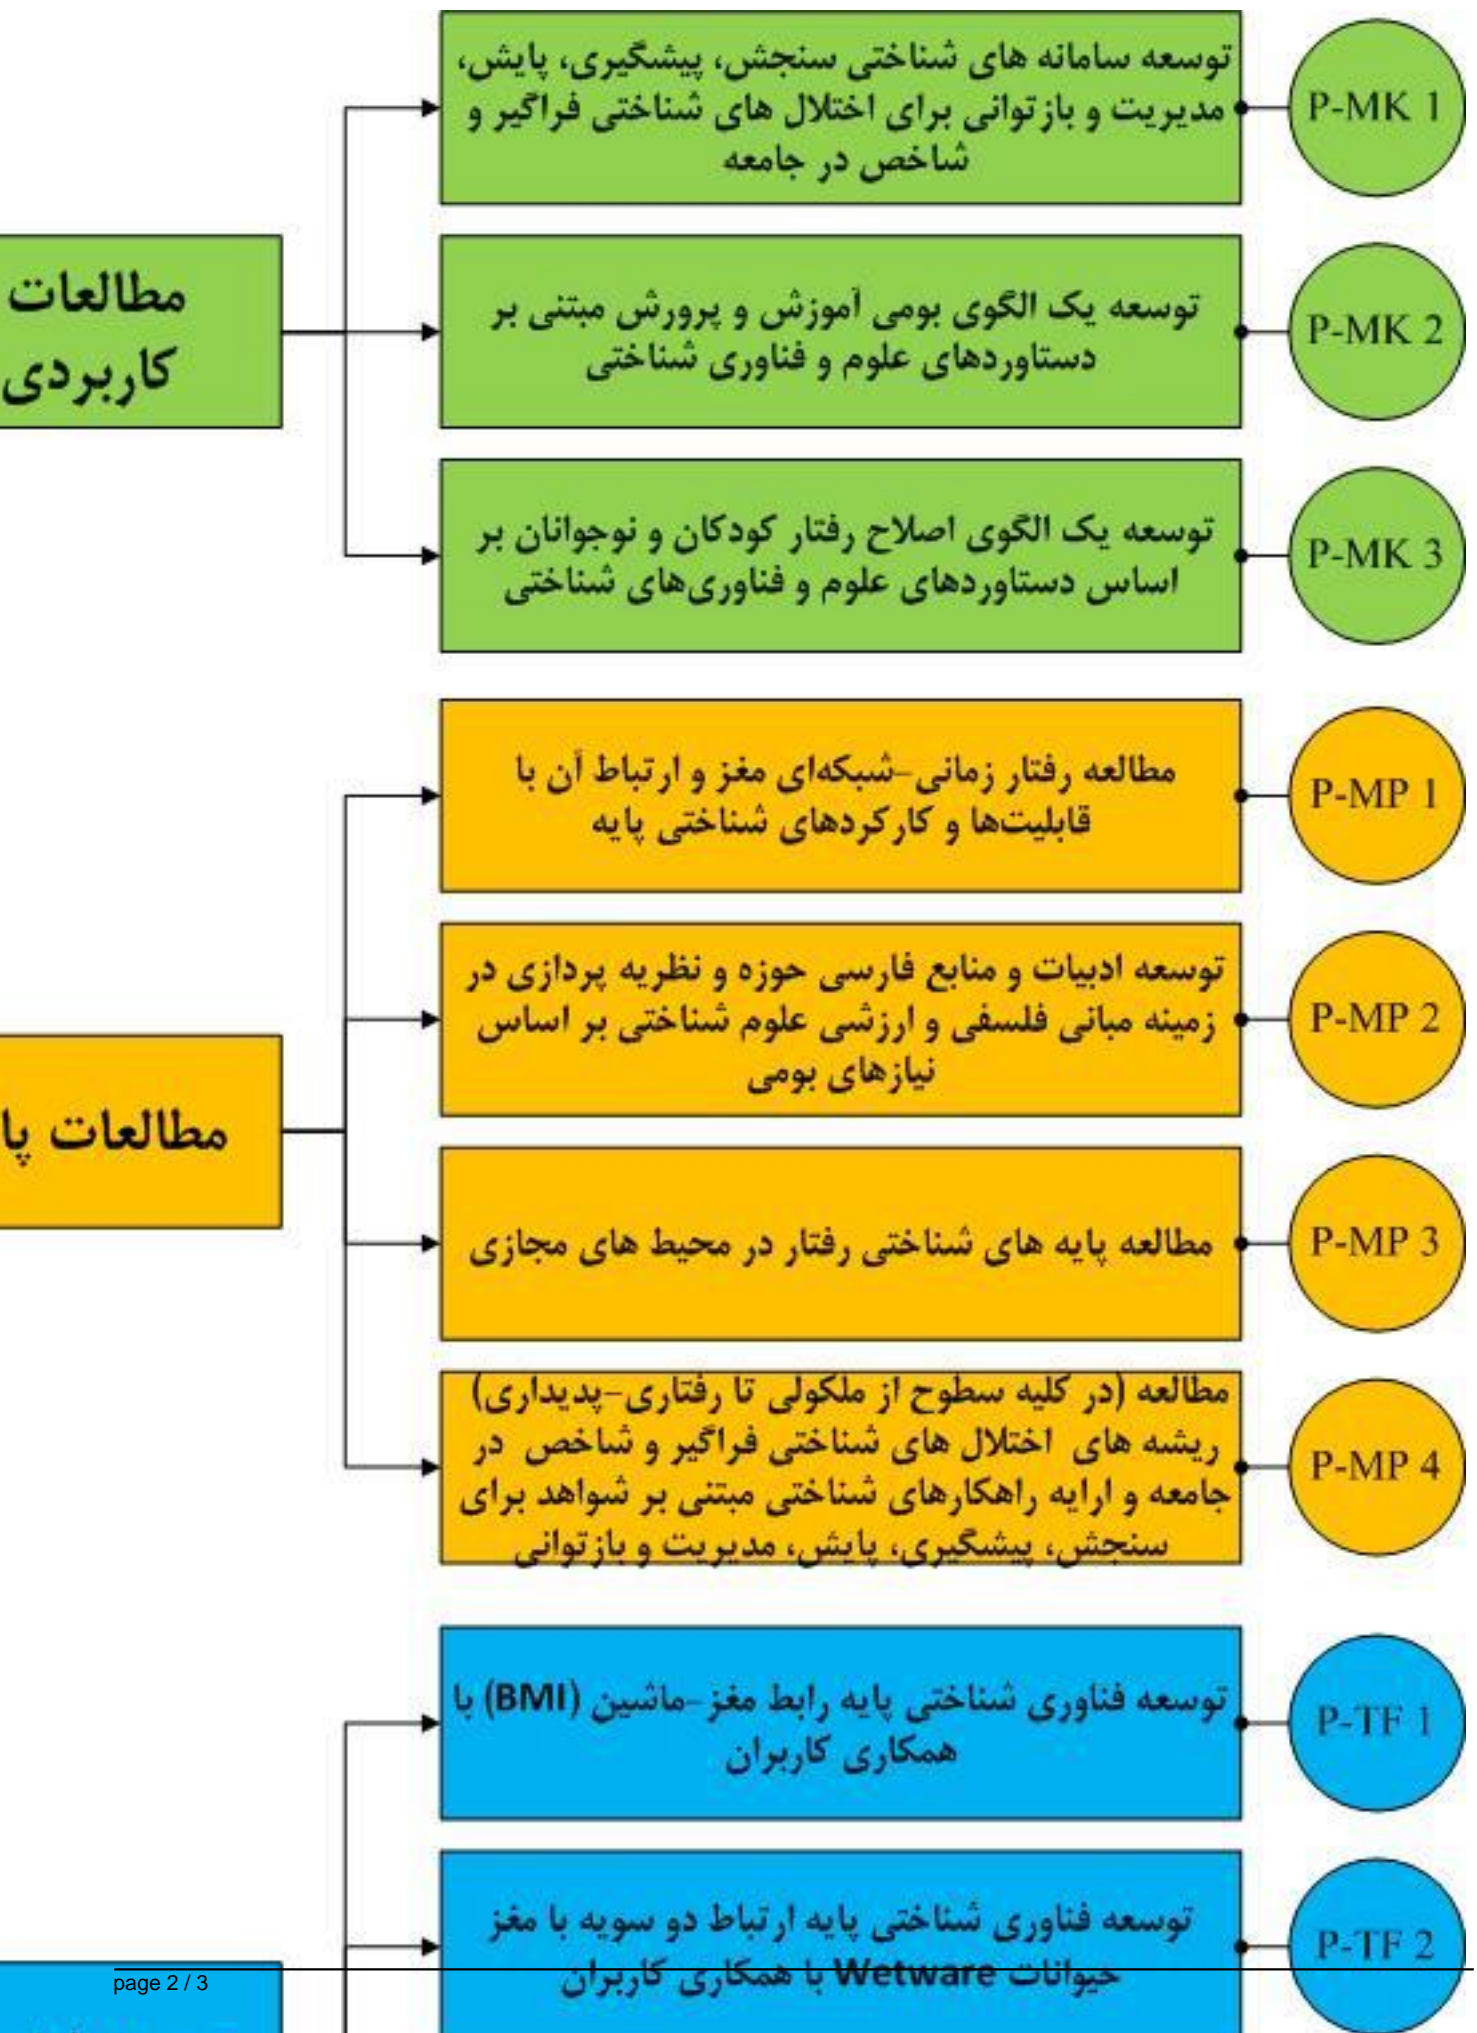 توسعه سامانه های شناختی سنجش، پیشگیری، پایش،
مدیریت و بازتوانی برای اختلال های شناختی فراگیر و
شاخص در جامعه
P-MK 1
مطالعات
کاربردی
توسعه یک الگوی بومی آموزش و پرورش مبتنی بر
دستاوردهای علوم و فناوری شناختی
P-MK 2
توسعه یک الگوی اصلاح رفتار کودکان و نوجوانان بر
اساس دستاوردهای علوم و فناوری‌های شناختی
P-MK 3
مطالعه رفتار زمانی-شبکه‌ای مغز و ارتباط آن با
قابلیت‌ها و کارکردهای شناختی پایه
P-MP 1
توسعه ادبیات و منابع فارسی حوزه و نظریه پردازی در
زمینه مبانی فلسفی و ارزشی علوم شناختی بر اساس
نیازهای بومی
P-MP 2
مطالعات پا
مطالعه پایه های شناختی رفتار در محیط های مجازی
P-MP 3
مطالعه (در کلیه سطوح از ملکولی تا رفتاری-پدیداری)
ریشه های اختلال های شناختی فراگیر و شاخص در
جامعه و ارایه راهکارهای شناختی مبتنی بر شواهد برای
سنجش، پیشگیری، پایش، مدیریت و بازتوانی
P-MP 4
توسعه فناوری شناختی پایه رابط مغز-ماشین (BMI) با
همکاری کاربران
P-TF 1
توسعه فناوری شناختی پایه ارتباط دو سویه با مغز
حیوانات Wetware با همکاری کاربران
P-TF 2
page 2 / 3